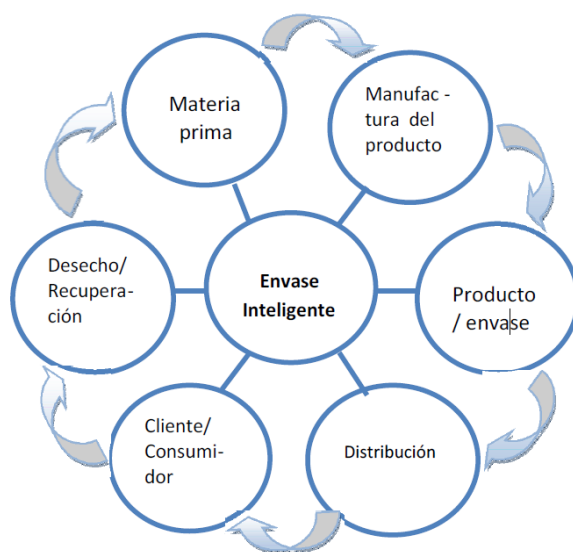 Materia
prima
Manufac -
tura del
producto
Producto
/ envase
Distribución
Cliente/
Consumi-
dor
Desecho/
Recupera-
ción
Envase
Inteligente